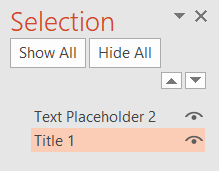 Selection
Show All Hide All
Text Placeholder 2
Title 1